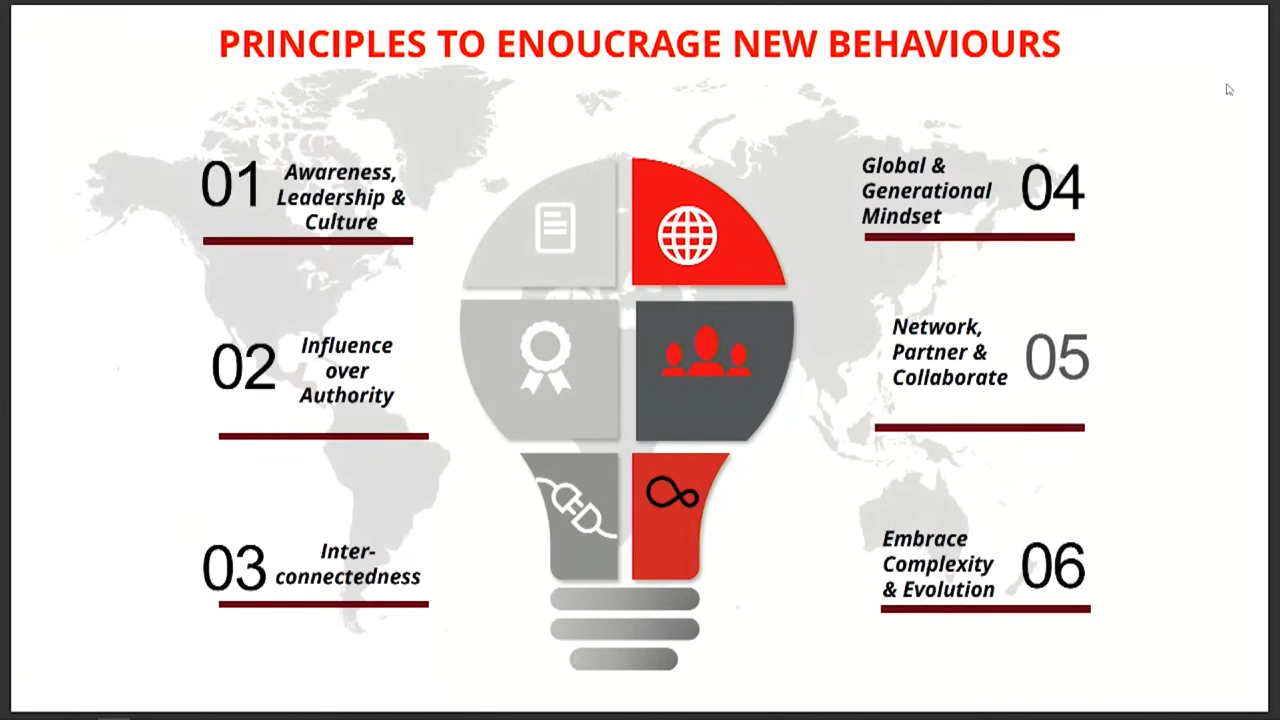 PRINCIPLES TO ENOUCRAGE NEW BEHAVIOURS
01
Awareness,
Leadership &
Culture
02
Influence
over
Authority
03
Inter-
connectedness
Global &
Generational
Mindset
04
Network,
Partner &
Collaborate
05
Embrace
Complexity
& Evolution
06